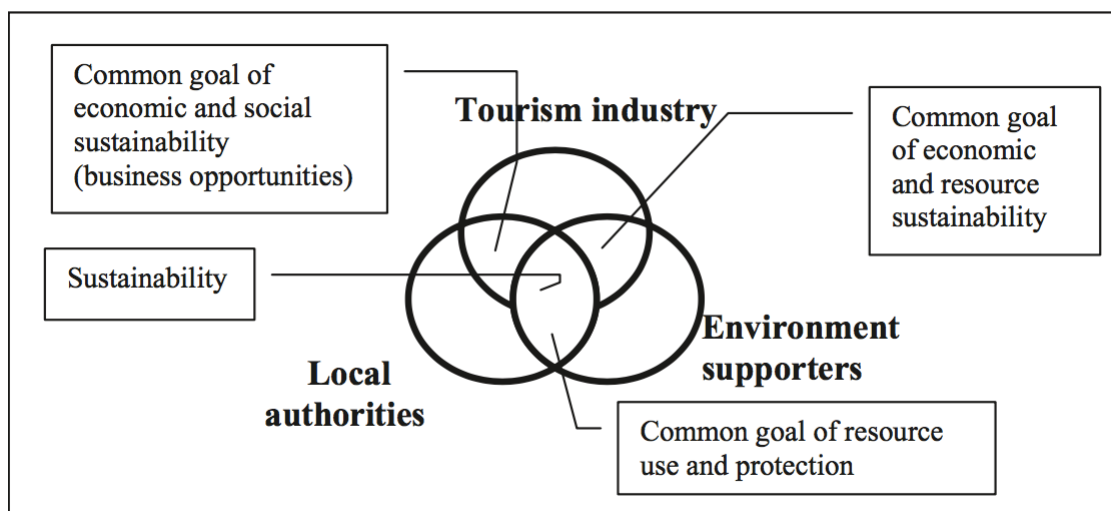 Common goal of
economic and social
sustainability
(business opportunities)
Tourism industry
Common goal
of economic
and resource
sustainability
Sustainability
Environment
supporters
Local
authorities
Common goal of resource
use and protection